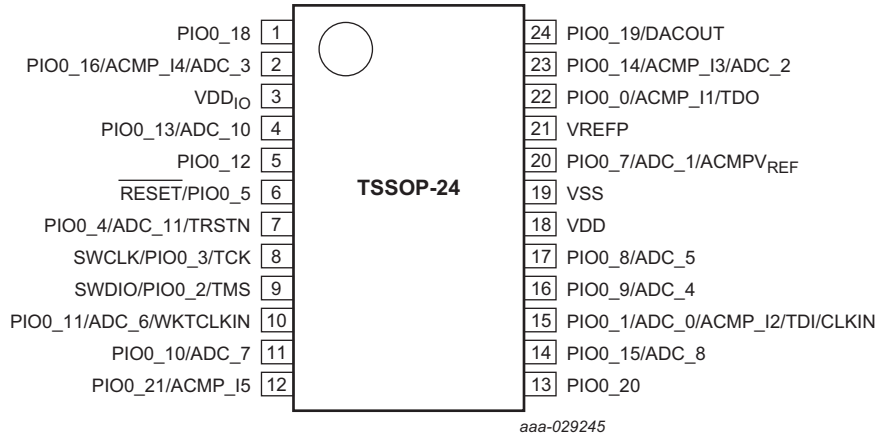 PIO0_18 1
PIO0_16/ACMP_I4/ADC_3 2
VDDIO 3
PIO0_13/ADC_10 4
PIO0_12 5
RESET/PIO0_5 6
PIO0_4/ADC_11/TRSTN 7
SWCLK/PIO0_3/TCK 8
SWDIO/PIO0_2/TMS 9
PIO0_11/ADC_6/WKTCLKIN 10
PIO0_10/ADC_7 11
PIO0_21/ACMP_I5 12
TSSOP-24
24 PIO0_19/DACOUT
23 PIO0_14/ACMP_I3/ADC_2
22 PIO0_0/ACMP_I1/TDO
21 VREFP
20 PIO0_7/ADC_1/ACMPVREF
19 VSS
18 VDD
17 PIO0_8/ADC_5
16 PIO0_9/ADC_4
15 PIO0_1/ADC_0/ACMP_I2/TDI/CLKIN
14 PIO0_15/ADC_8
13 PIO0_20
aaa-029245